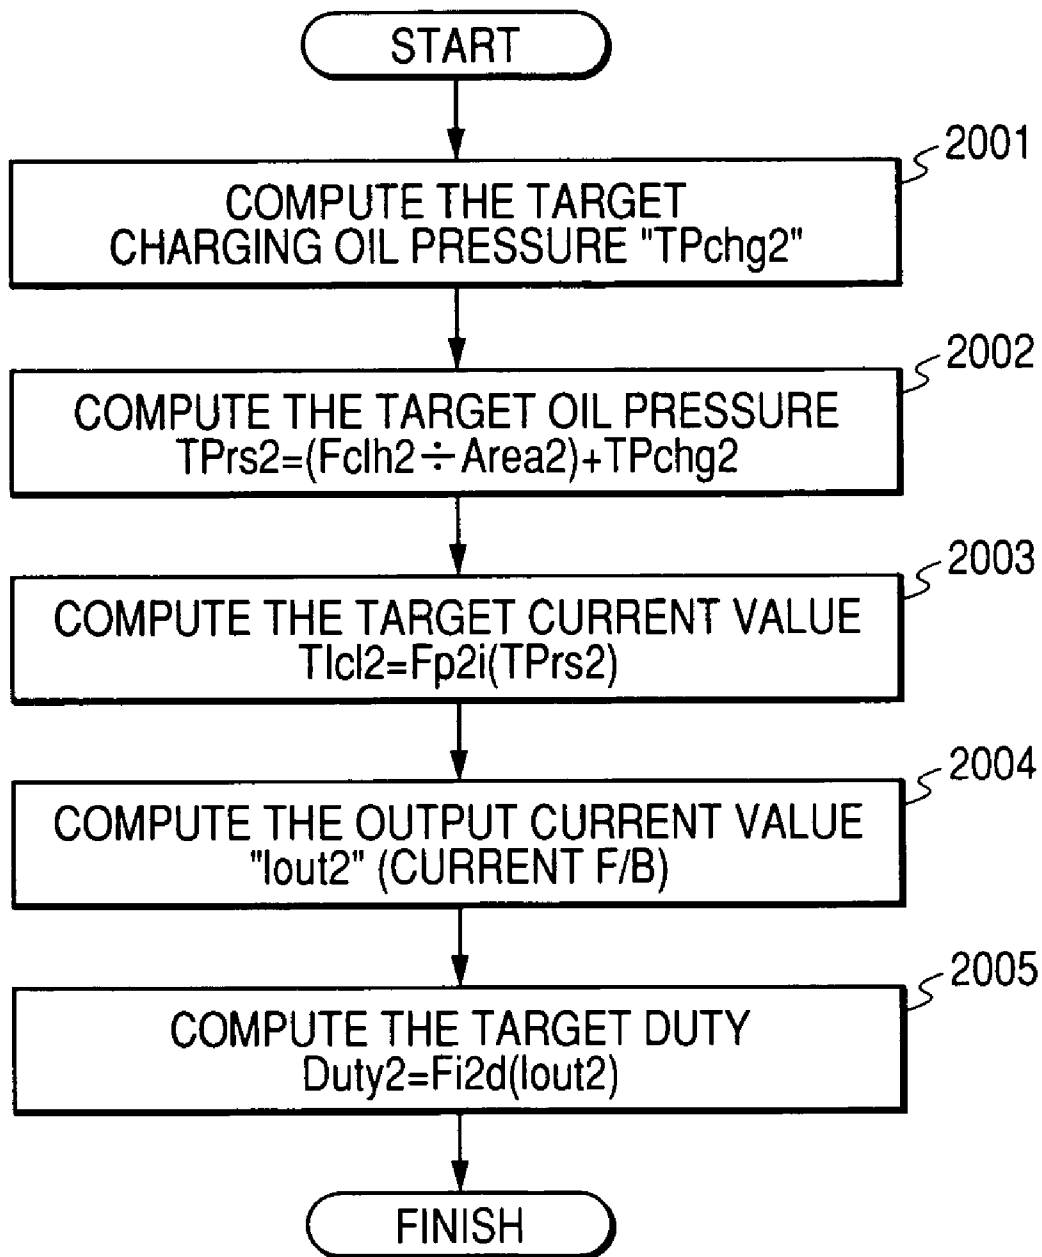 START
2001
COMPUTE THE TARGET
CHARGING OIL PRESSURE "TPchg2"
2002
COMPUTE THE TARGET OIL PRESSURE
TPrs2=(Fclh2÷Area2)+TPchg2
2003
COMPUTE THE TARGET CURRENT VALUE
TIcl2=Fp2i(TPrs2)
2004
COMPUTE THE OUTPUT CURRENT VALUE
"Iout2" (CURRENT F/B)
2005
COMPUTE THE TARGET DUTY
Duty2=Fi2d(Iout2)
FINISH